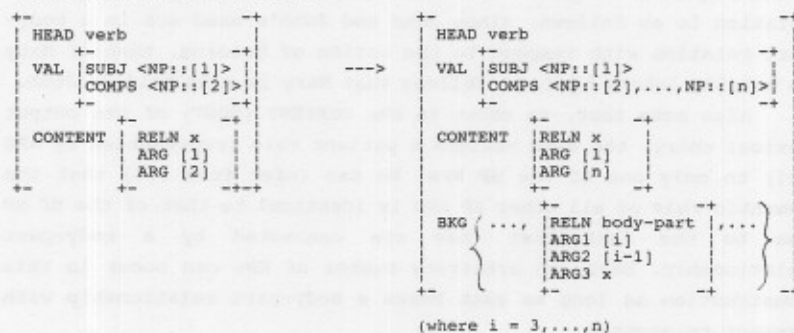 HEAD verb
VAL SUBJ <NP::[1]>
COMPS <NP::[2]>
CONTENT RELN x
ARG [1]
ARG [2]
HEAD verb
VAL SUBJ <NP::[1]>
COMPS <NP::[2],...,NP::[n]>
CONTENT RELN x
ARG [1]
ARG [n]
BKG {...., RELN body-part ,...}
ARG1 [i]
ARG2 [i-1]
ARG3 x
(where i = 3,...,n)